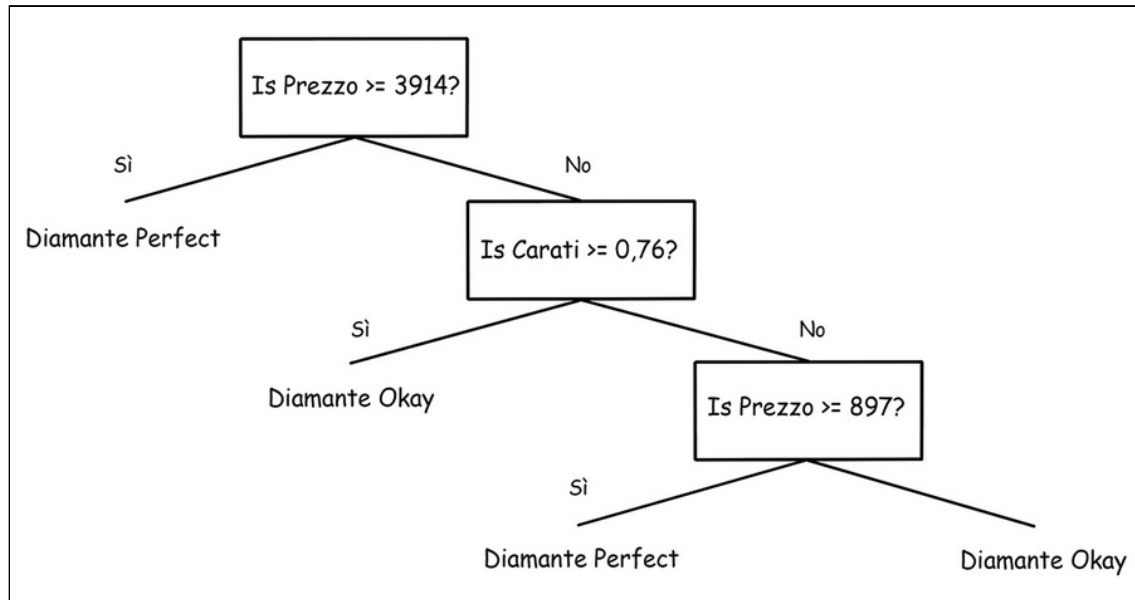 Is Prezzo >= 3914?
Sì
No
Diamante Perfect
Is Carati >= 0,76?
Sì
No
Diamante Okay
Is Prezzo >= 897?
Sì
Diamante Perfect
Diamante Okay